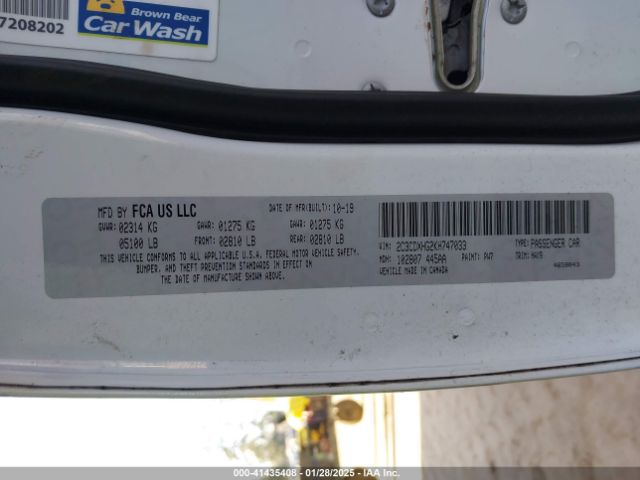 7208202
Brown Bear
Car Wash
MFD BY FCA US LLC
DATE OF MFR(BUILT): 10-19
GVWR: 02314 KG GAWR: 01275 KG GAWR: 01275 KG
05100 LB FRONT: 02810 LB REAR: 02810 LB
THIS VEHICLE CONFORMS TO ALL APPLICABLE U.S.A. FEDERAL MOTOR VEHICLE SAFETY,
BUMPER, AND THEFT PREVENTION STANDARDS IN EFFECT ON
THE DATE OF MANUFACTURE SHOWN ABOVE.
VIN: 2C3CDXHG2KH747033 TYPE: PASSENGER CAR
MDH: 102807 445AA PAINT: PW7 TRIM: HAX9
VEHICLE MADE IN CANADA
000-41435408 - 01/28/2025 - IAA Inc.